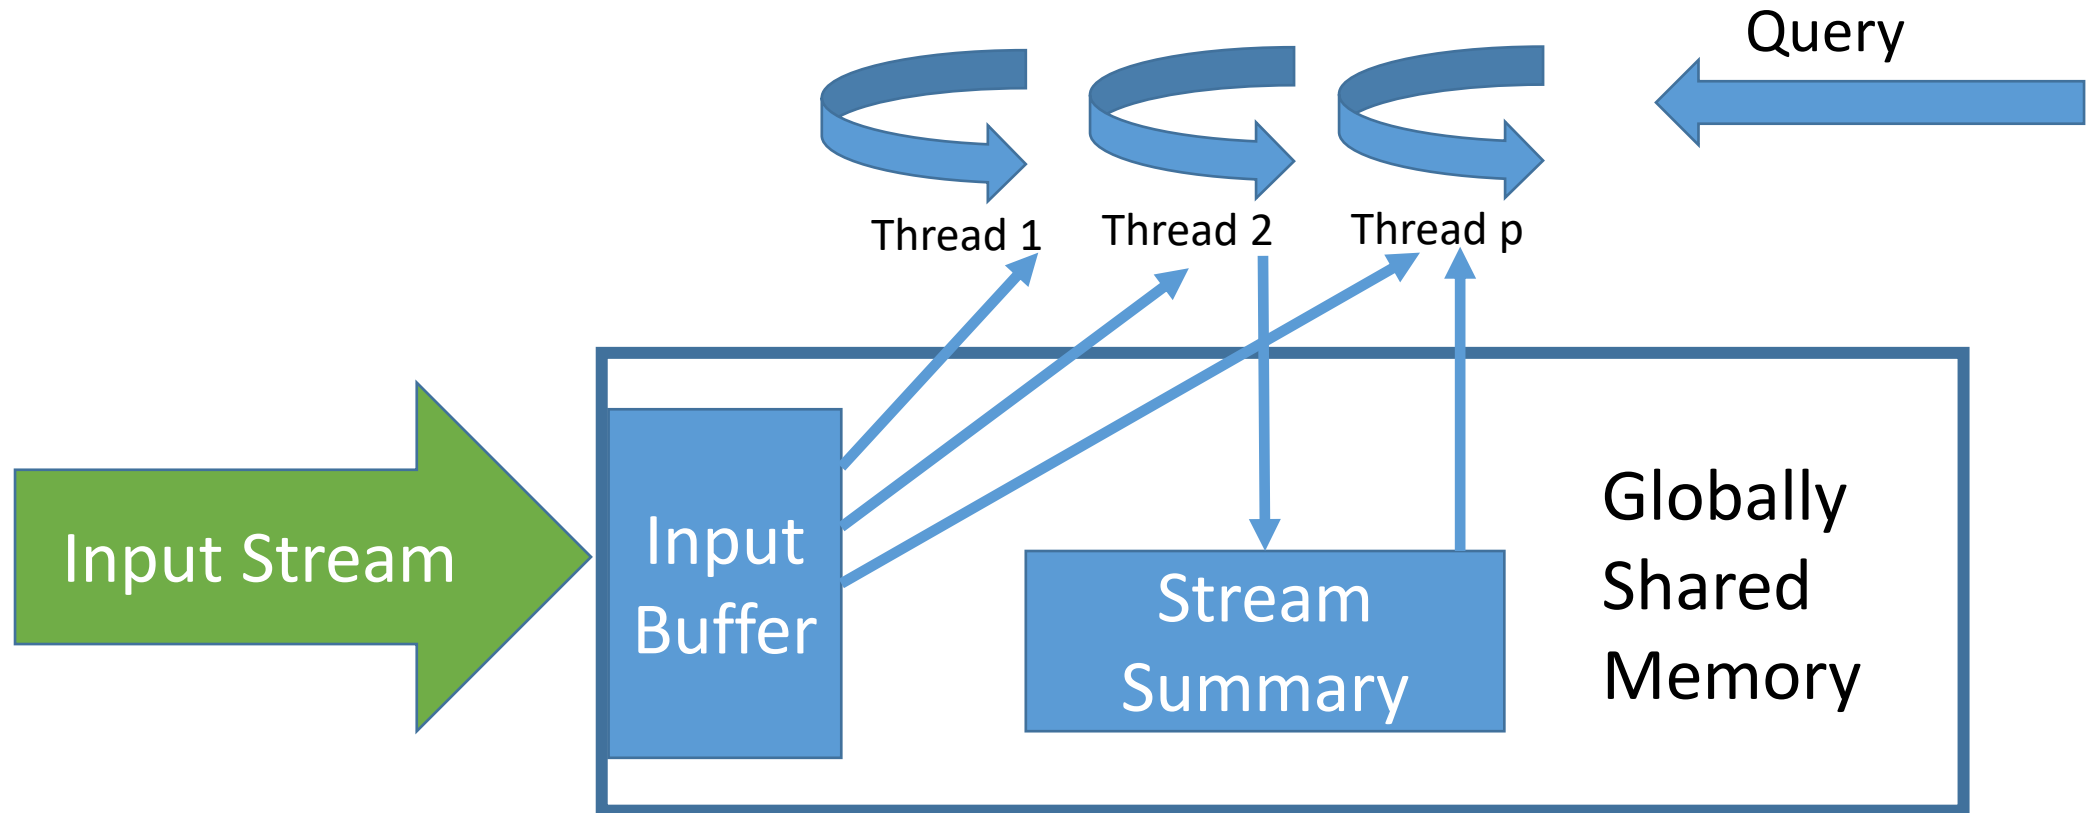 Query
Thread 1
Thread 2
Thread p
Input Stream
Input
Buffer
Stream
Summary
Globally
Shared
Memory